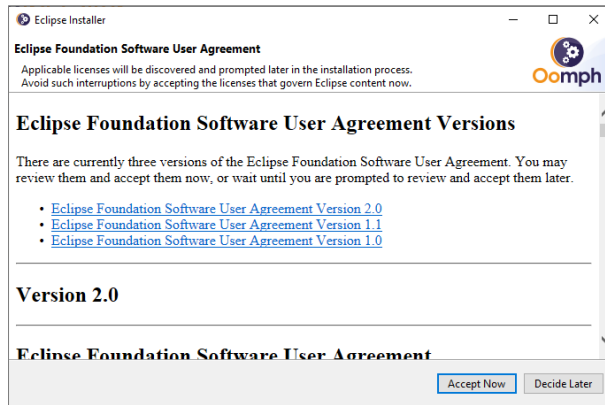 Eclipse Installer
Eclipse Foundation Software User Agreement
Applicable licenses will be discovered and prompted later in the installation process.
Avoid such interruptions by accepting the licenses that govern Eclipse content now.
Oomph
Eclipse Foundation Software User Agreement Versions
There are currently three versions of the Eclipse Foundation Software User Agreement. You may
review them and accept them now, or wait until you are prompted to review and accept them later.
• Eclipse Foundation Software User Agreement Version 2.0
• Eclipse Foundation Software User Agreement Version 1.1
• Eclipse Foundation Software User Agreement Version 1.0
Version 2.0
Eclipse Foundation Software User Agreement
Accept Now
Decide Later